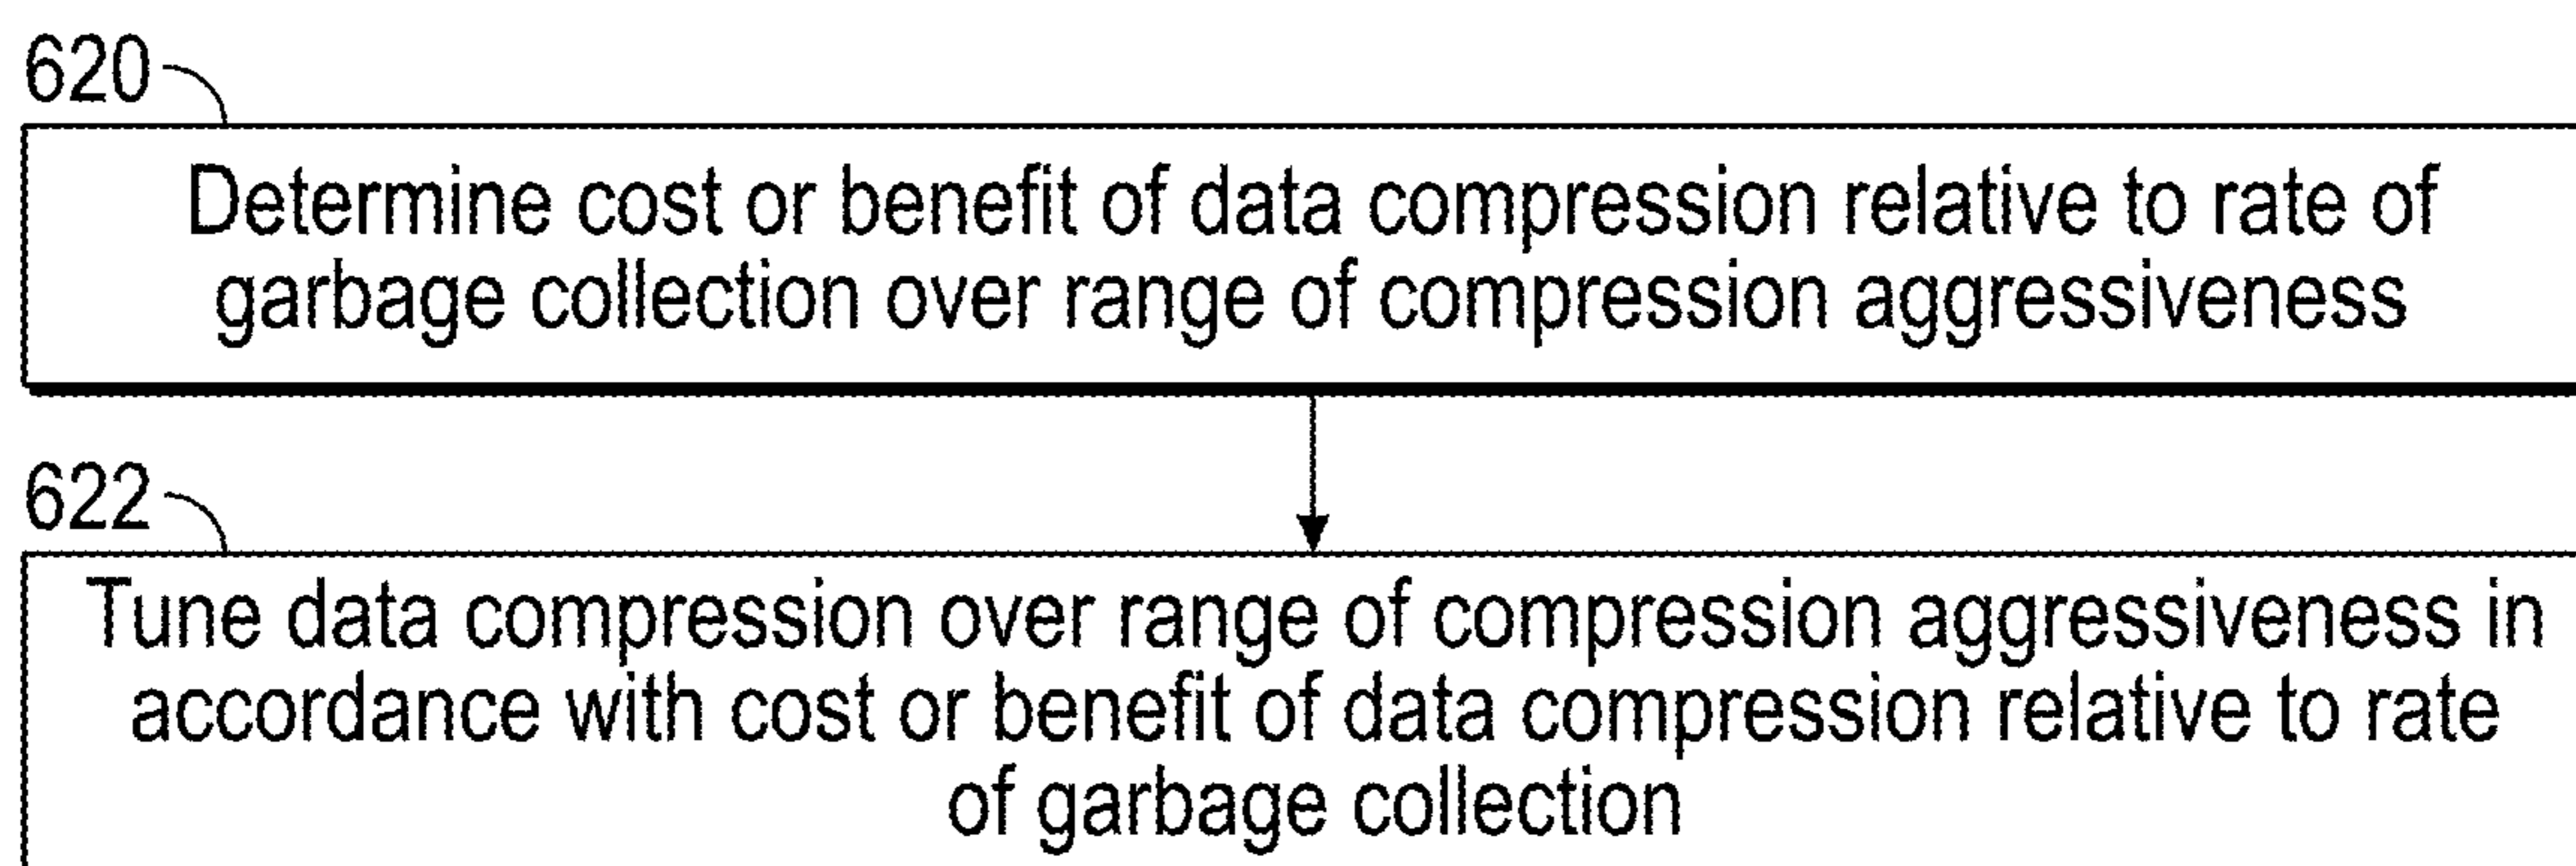 620
Determine cost or benefit of data compression relative to rate of
garbage collection over range of compression aggressiveness
622
Tune data compression over range of compression aggressiveness in
accordance with cost or benefit of data compression relative to rate
of garbage collection